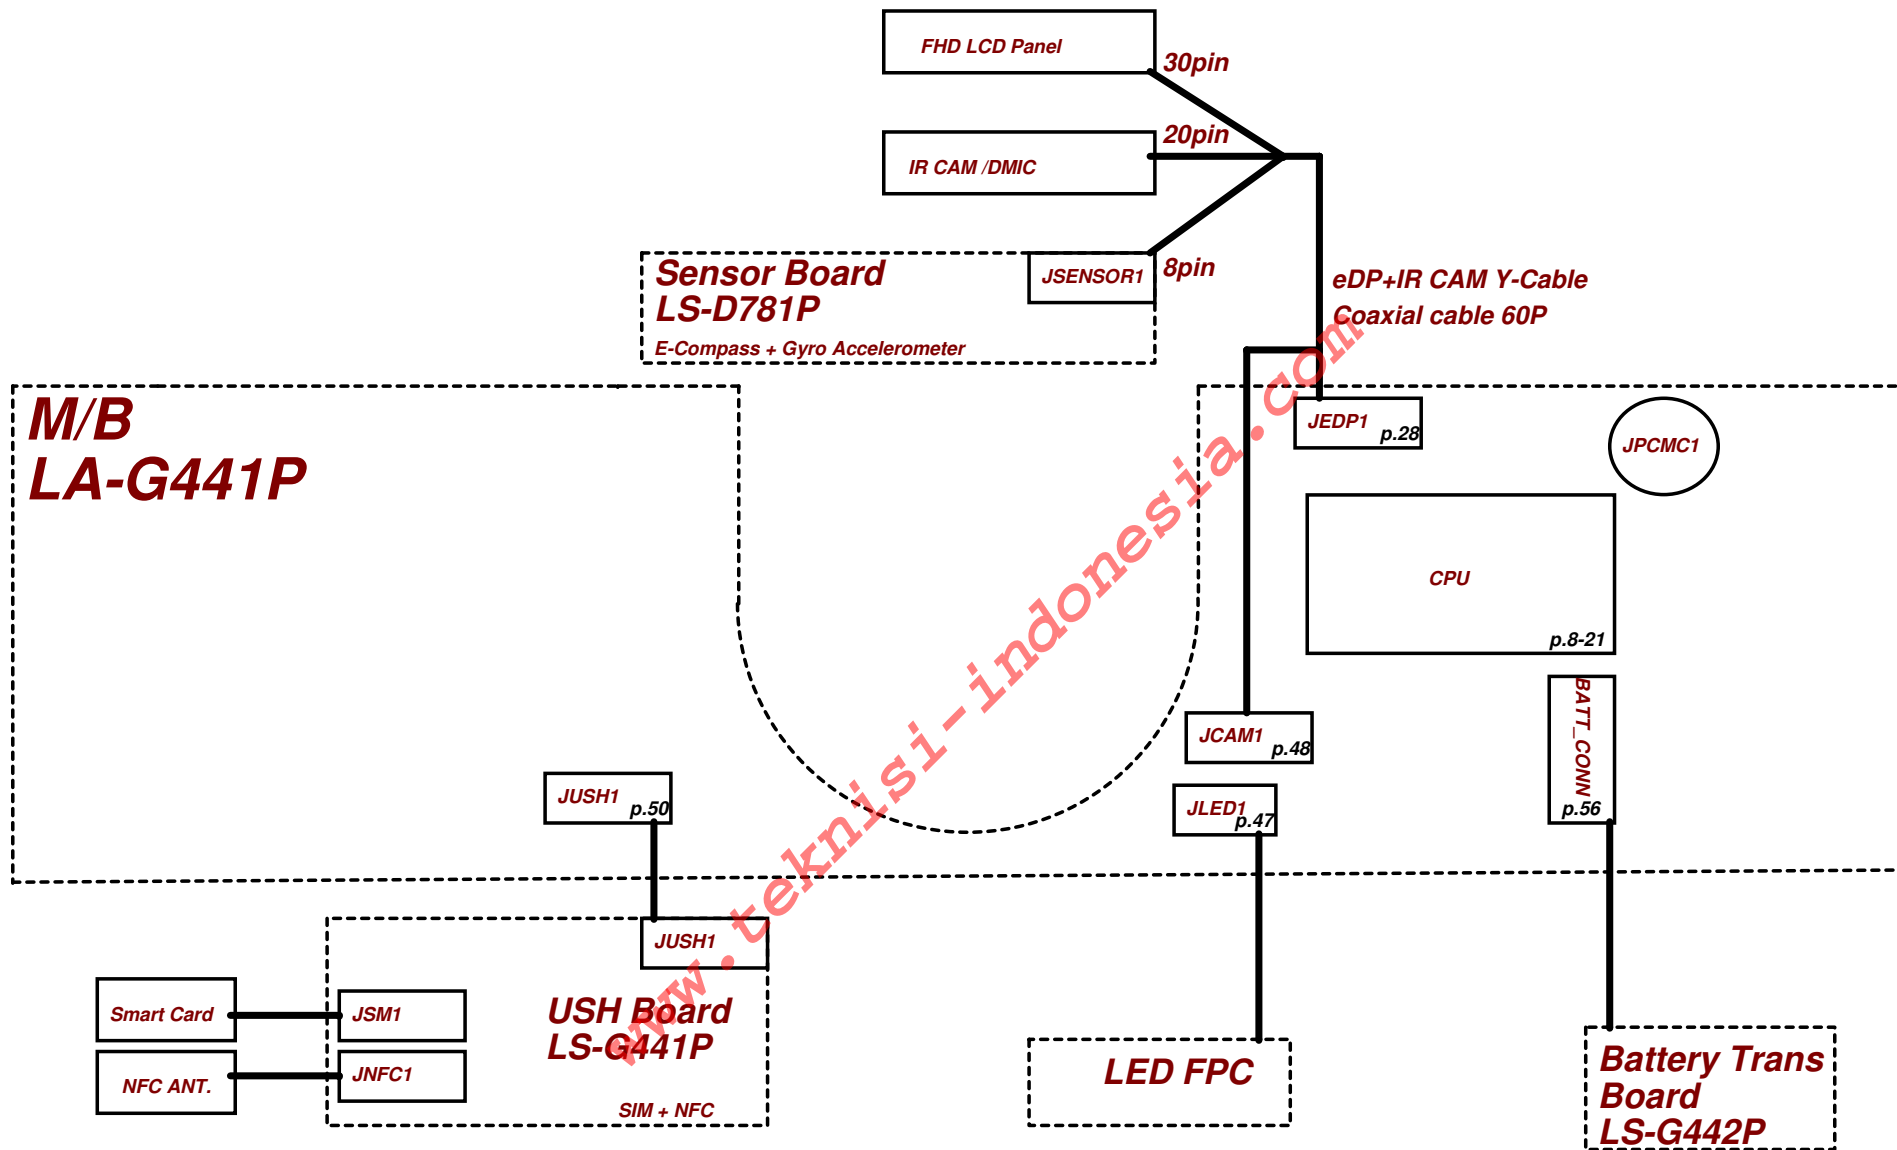 FHD LCD Panel
30pin
20pin
IR CAM /DMIC
Sensor Board
LS-D781P
E-Compass + Gyro Accelerometer
JSENSOR1
8pin
eDP+IR CAM Y-Cable
Coaxial cable 60P
M/B
LA-G441P
JEDP1
p.28
JPCMC1
CPU
p.8-21
BATT_CONN
p.56
JCAM1
p.48
JLED1
p.47
JUSH1
p.50
JUSH1
USH Board
LS-G441P
SIM + NFC
Smart Card
JSM1
NFC ANT.
JNFC1
LED FPC
Battery Trans
Board
LS-G442P
www.teknisi-indonesia.com